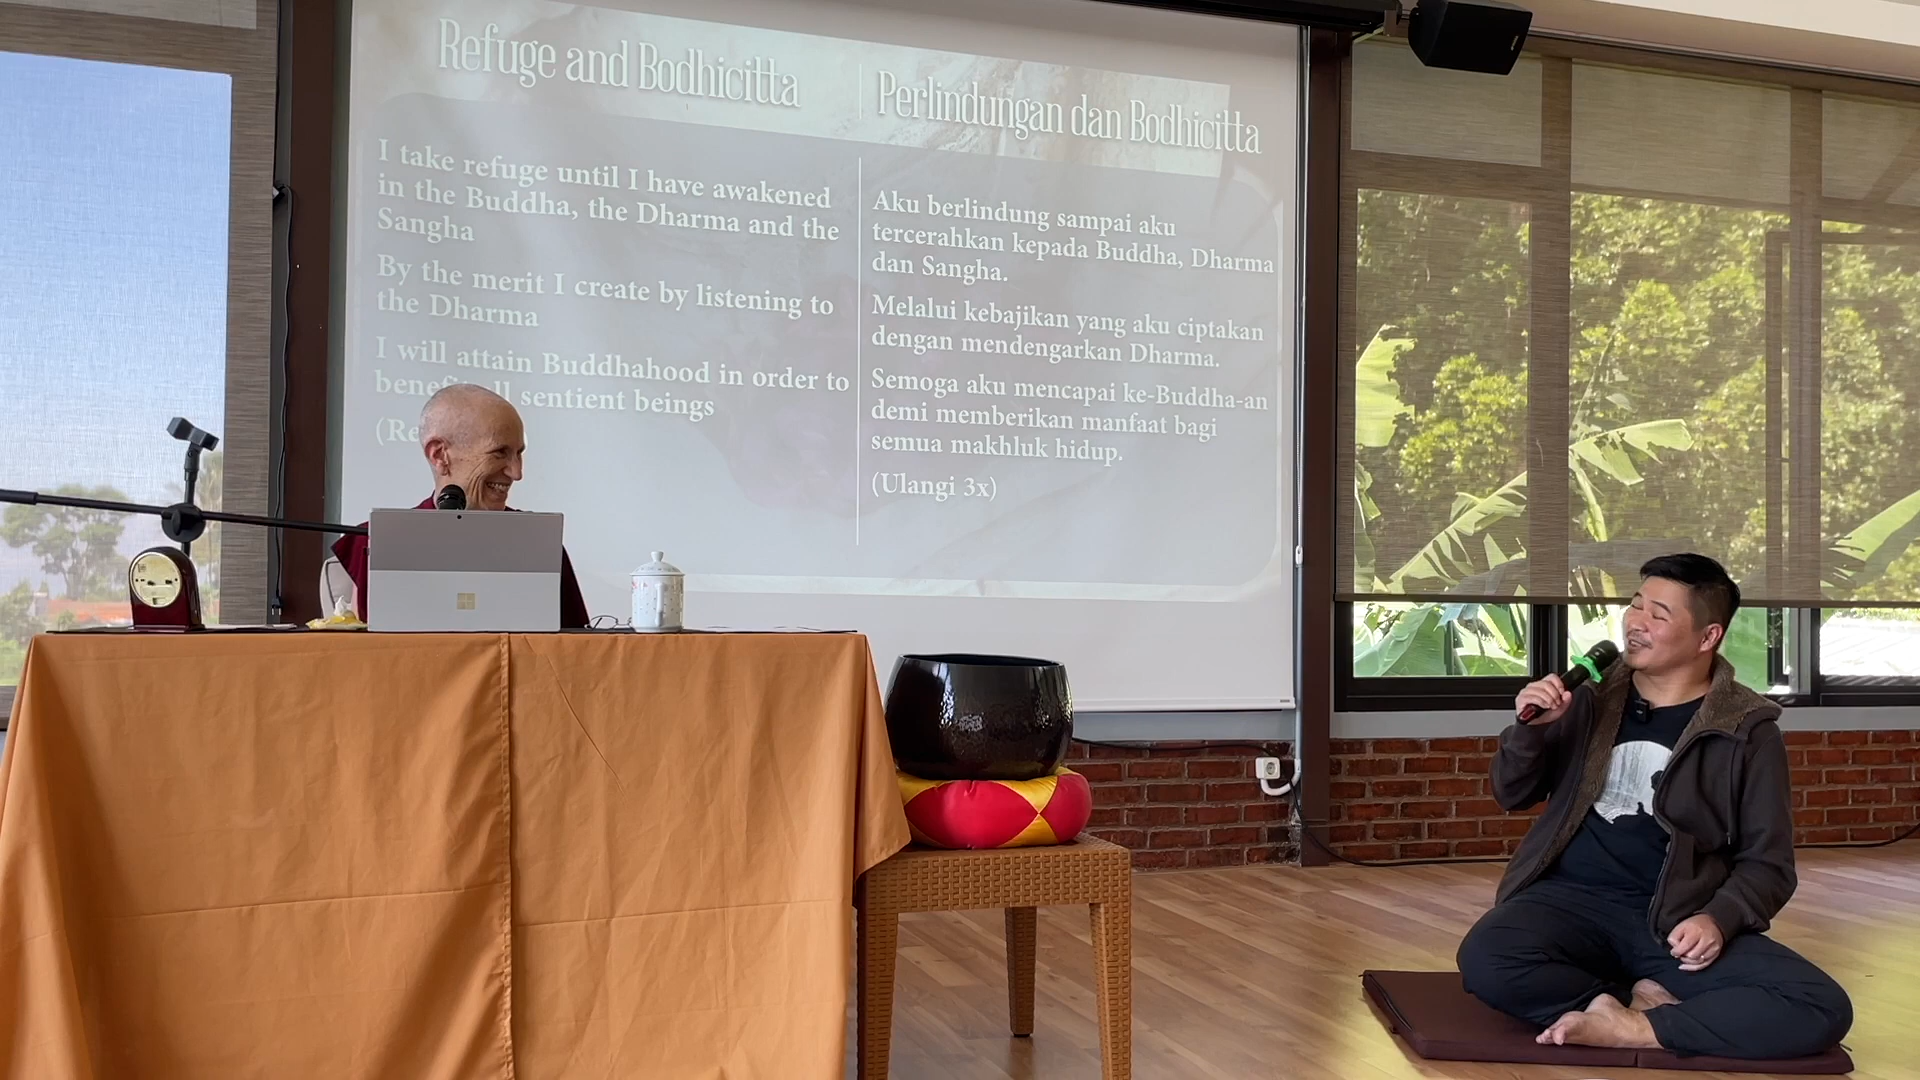 Refuge and Bodhicitta
I take refuge until I have awakened
in the Buddha, the Dharma and the
Sangha
By the merit I create by listening to
the Dharma
I will attain Buddhahood in order to
sentient beings
Perlindungan dan Bodhicitta
Aku berlindung sampai aku
tercerahkan kepada Buddha, Dharma
dan Sangha.
Melalui kebajikan yang aku ciptakan
dengan mendengarkan Dharma.
Semoga aku mencapai ke-Buddha-an
demi memberikan manfaat bagi
semua makhluk hidup.
(Ulangi 3x)